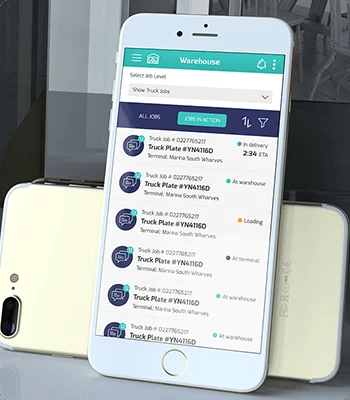 Warehouse
Select Job Level
Show Truck Jobs
ALL JOBS JOBS IN ACTION
Truck Job # 0227765217
Truck Plate #YN4116D
Terminal: Marina South Wharves
In delivery
2:34 ETA
Truck Job # 0227765217
Truck Plate #YN4116D
Terminal: Marina South Wharves
At warehouse
Truck Job # 0227765217
Truck Plate #YN4116D
Terminal: Marina South Wharves
Loading
Truck Job # 0227765217
Truck Plate #YN4116D
Terminal: Marina South Wharves
At terminal
Truck Job # 0227765217
Truck Plate #YN4116D
Terminal: Marina South Wharves
At warehouse
Truck Job # 0227765217
Truck Plate #YN4116D
At warehouse